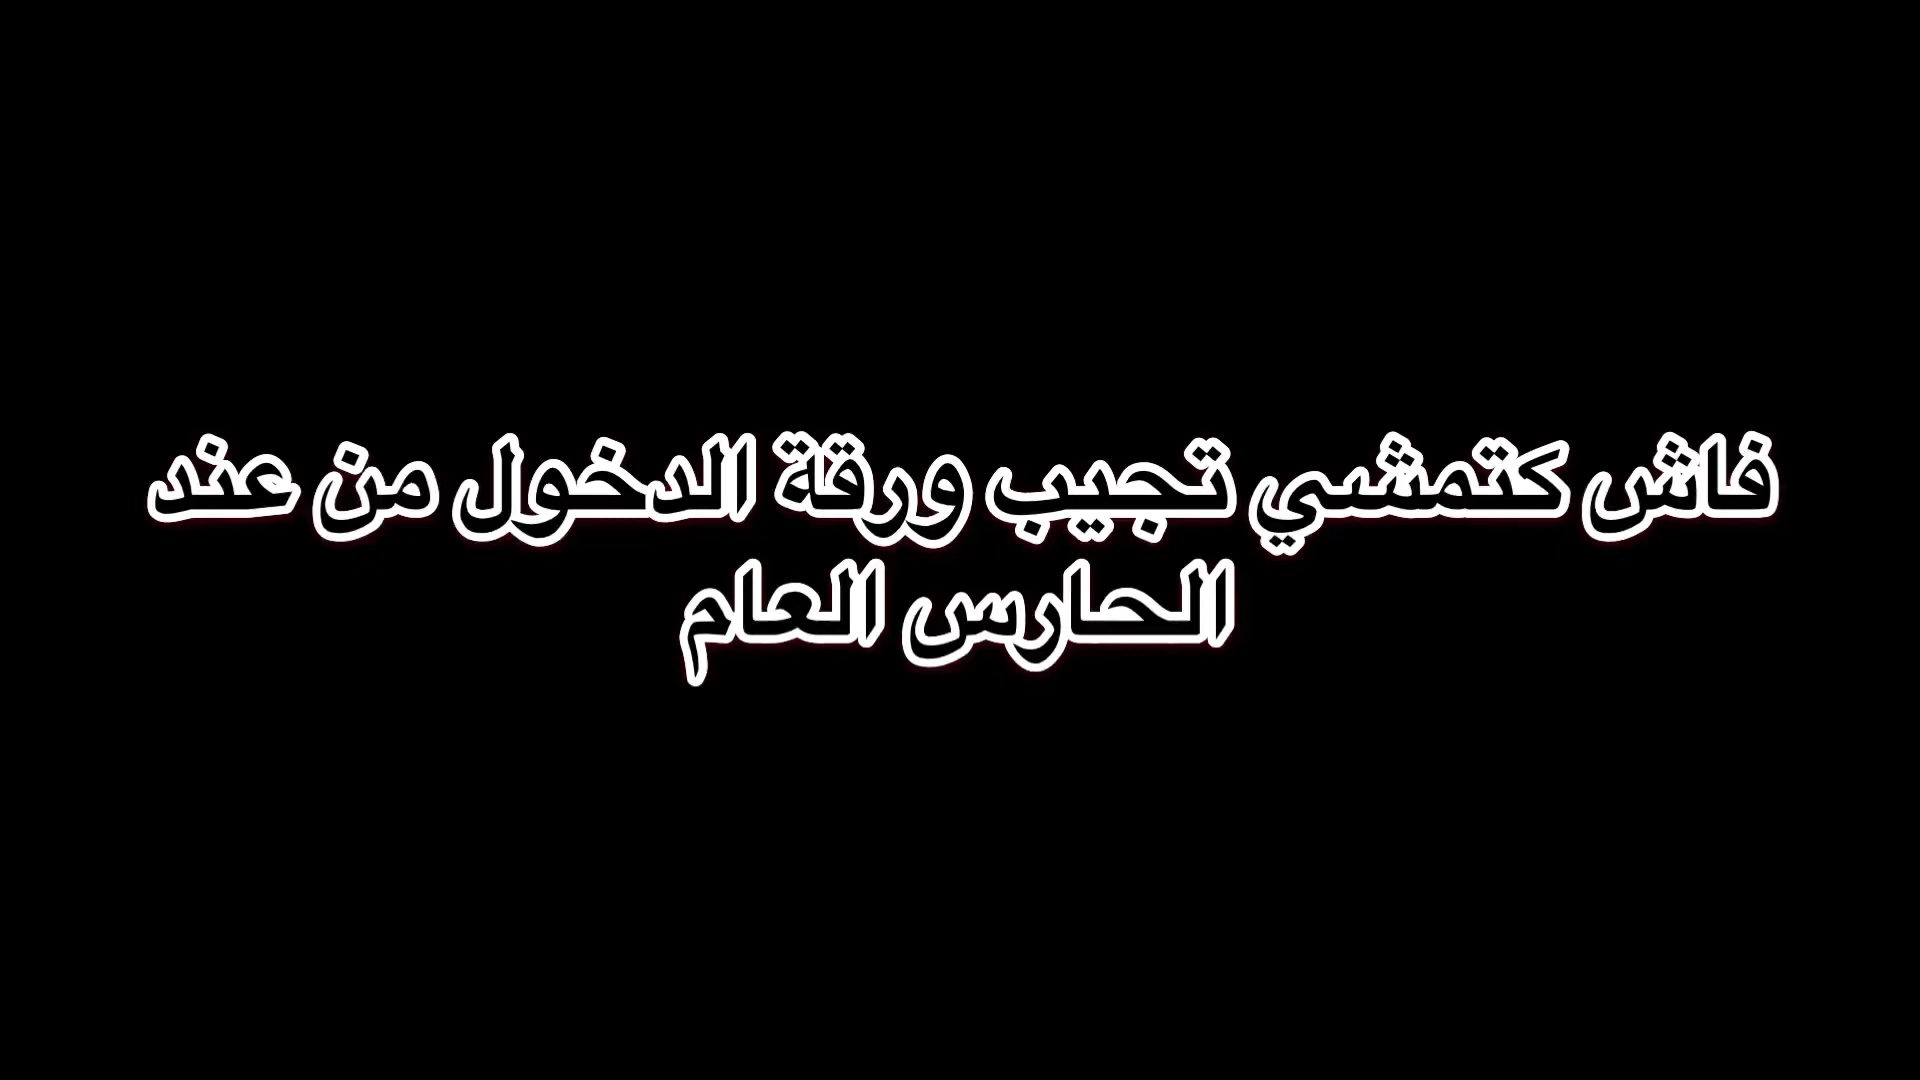 فاش كتمشي تجيب ورقة الدخول من عند
الحارس العام